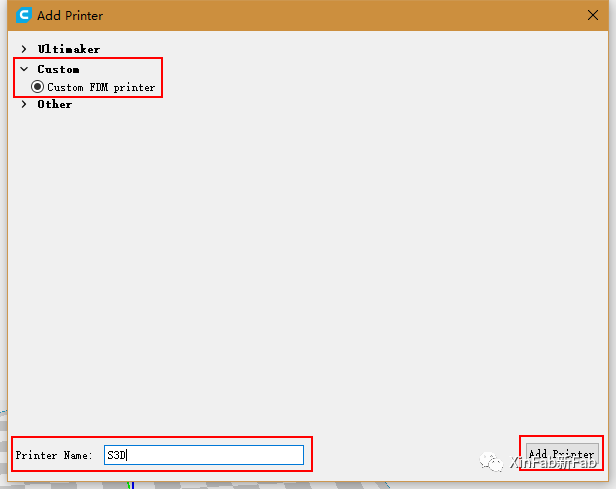 Add Printer
Ultimaker
Custom
Custom FDM printer
Other
Printer Name: S3D
Add Printer
XinFab新Fab